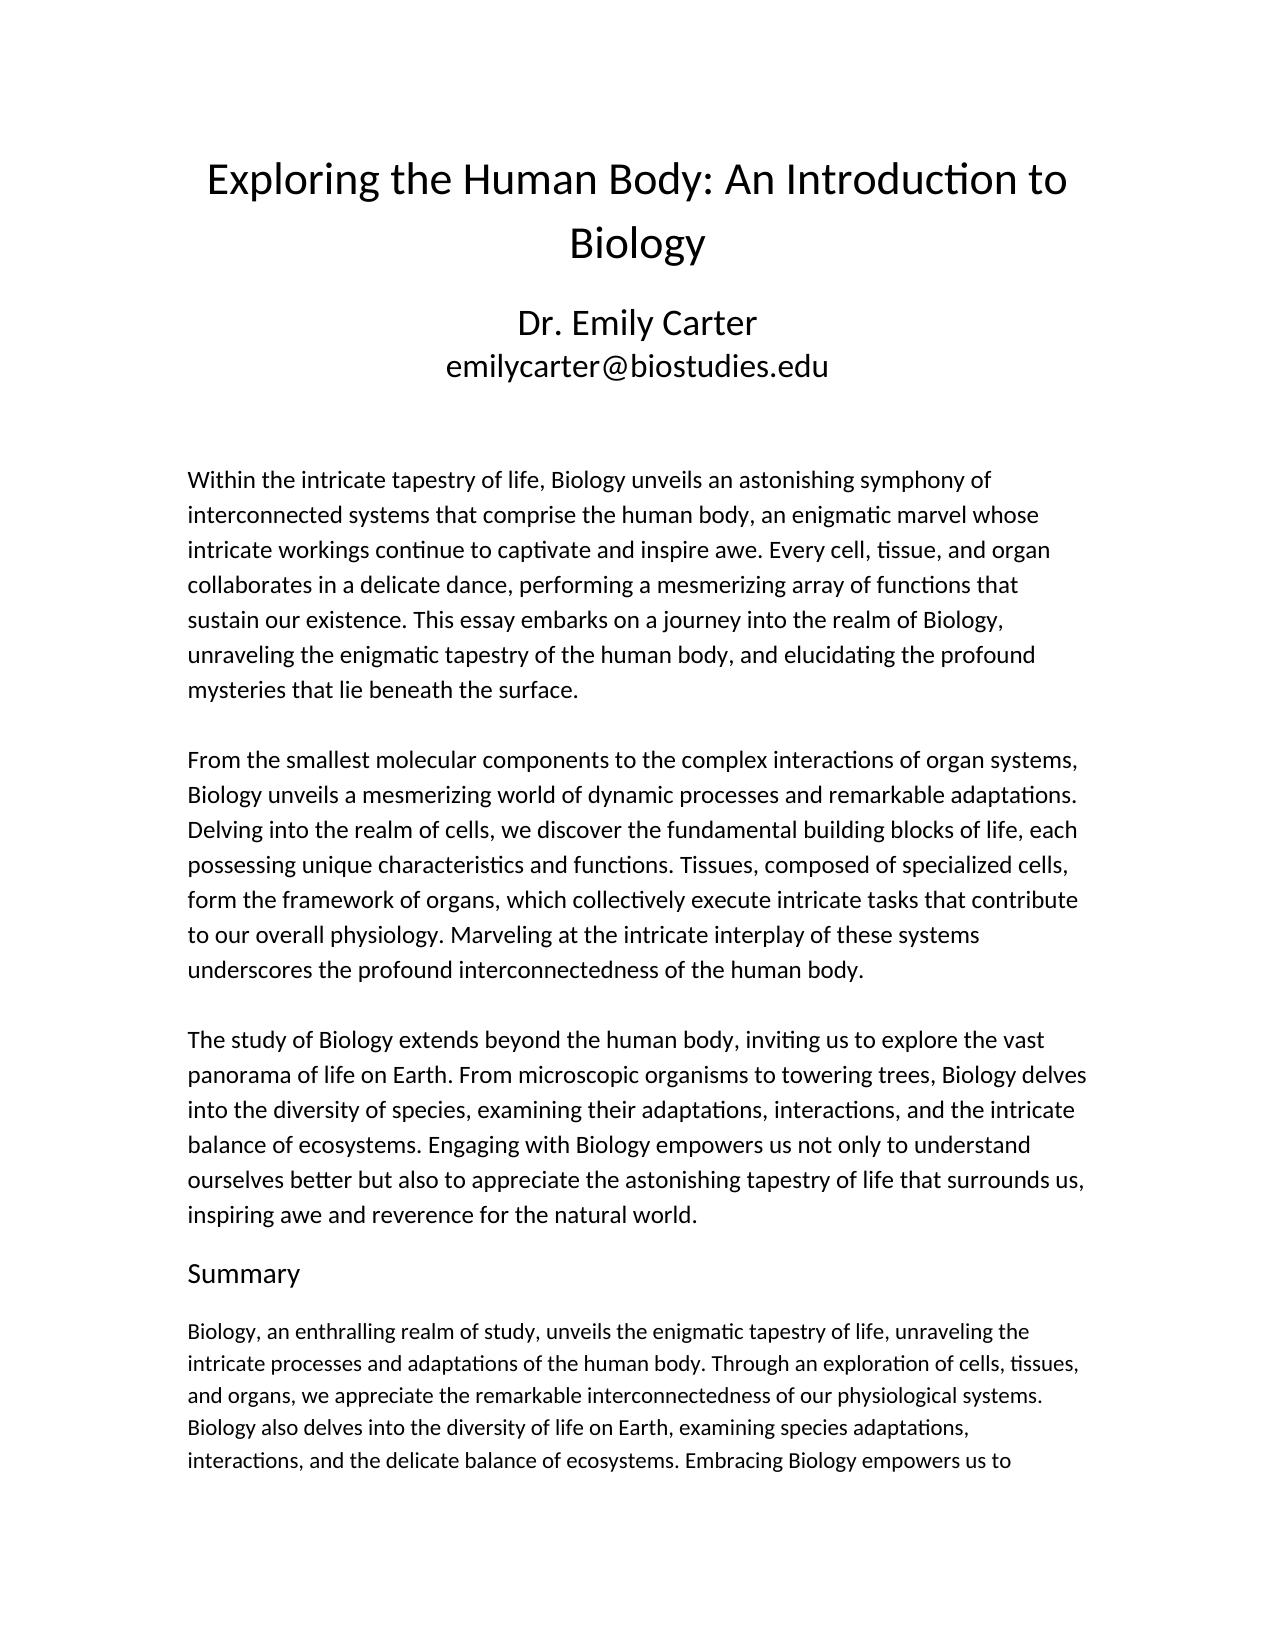 Exploring the Human Body: An Introduction to
Biology
Dr. Emily Carter
emilycarter@biostudies.edu
Within the intricate tapestry of life, Biology unveils an astonishing symphony of
interconnected systems that comprise the human body, an enigmatic marvel whose
intricate workings continue to captivate and inspire awe. Every cell, tissue, and organ
collaborates in a delicate dance, performing a mesmerizing array of functions that
sustain our existence. This essay embarks on a journey into the realm of Biology,
unraveling the enigmatic tapestry of the human body, and elucidating the profound
mysteries that lie beneath the surface.
From the smallest molecular components to the complex interactions of organ systems,
Biology unveils a mesmerizing world of dynamic processes and remarkable adaptations.
Delving into the realm of cells, we discover the fundamental building blocks of life, each
possessing unique characteristics and functions. Tissues, composed of specialized cells,
form the framework of organs, which collectively execute intricate tasks that contribute
to our overall physiology. Marveling at the intricate interplay of these systems
underscores the profound interconnectedness of the human body.
The study of Biology extends beyond the human body, inviting us to explore the vast
panorama of life on Earth. From microscopic organisms to towering trees, Biology delves
into the diversity of species, examining their adaptations, interactions, and the intricate
balance of ecosystems. Engaging with Biology empowers us not only to understand
ourselves better but also to appreciate the astonishing tapestry of life that surrounds us,
inspiring awe and reverence for the natural world.
Summary
Biology, an enthralling realm of study, unveils the enigmatic tapestry of life, unraveling the
intricate processes and adaptations of the human body. Through an exploration of cells, tissues,
and organs, we appreciate the remarkable interconnectedness of our physiological systems.
Biology also delves into the diversity of life on Earth, examining species adaptations,
interactions, and the delicate balance of ecosystems. Embracing Biology empowers us to